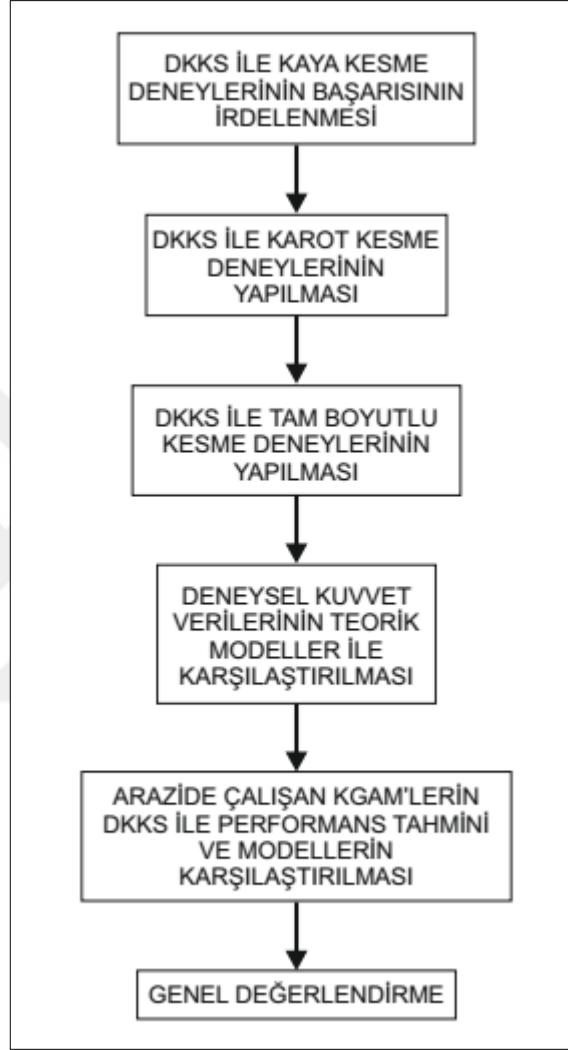 DKKS İLE KAYA KESME
DENEYLERİNİN BAŞARISININ
İRDELENMESİ
DKKS İLE KAROT KESME
DENEYLERİNİN
YAPILMASI
DKKS İLE TAM BOYUTLU
KESME DENEYLERİNİN
YAPILMASI
DENEYSEL KUVVET
VERİLERİNİN TEORİK
MODELLER İLE
KARŞILAŞTIRILMASI
ARAZİDE ÇALIŞAN KGAM'LERİN
DKKS İLE PERFORMANS TAHMİNİ
VE MODELLERİN
KARŞILAŞTIRILMASI
GENEL DEĞERLENDİRME